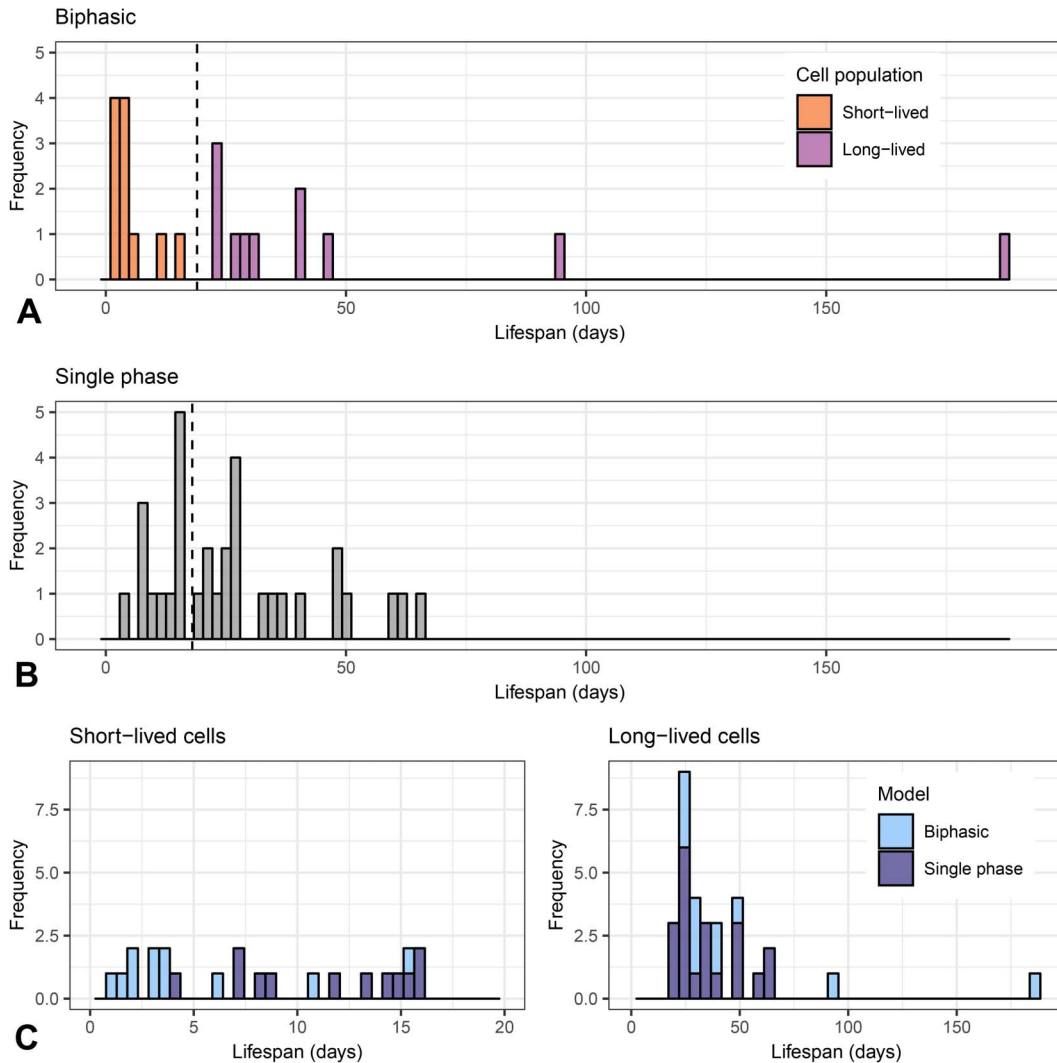 Biphasic
Frequency
5
4
3
2
1
0
Cell population
Short−lived
Long−lived
0 50 100 150
Lifespan (days)
A
Single phase
Frequency
5
4
3
2
1
0
0 50 100 150
Lifespan (days)
B
Short−lived cells
Frequency
7.5
5.0
2.5
0.0
0 5 10 15 20
Lifespan (days)
C
Long−lived cells
Frequency
7.5
5.0
2.5
0.0
Model
Biphasic
Single phase
0 50 100 150
Lifespan (days)